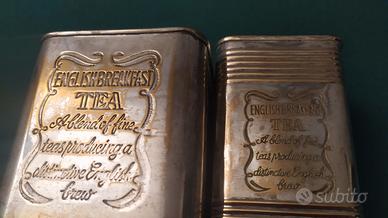 ENGLISH BREAKFAST
TEA
A blend of fine
teas producing a
distinctive English
brew
ENGLISH BREAKFAST
TEA
A blend of fine
teas producing a
distinctive English
brew
subito